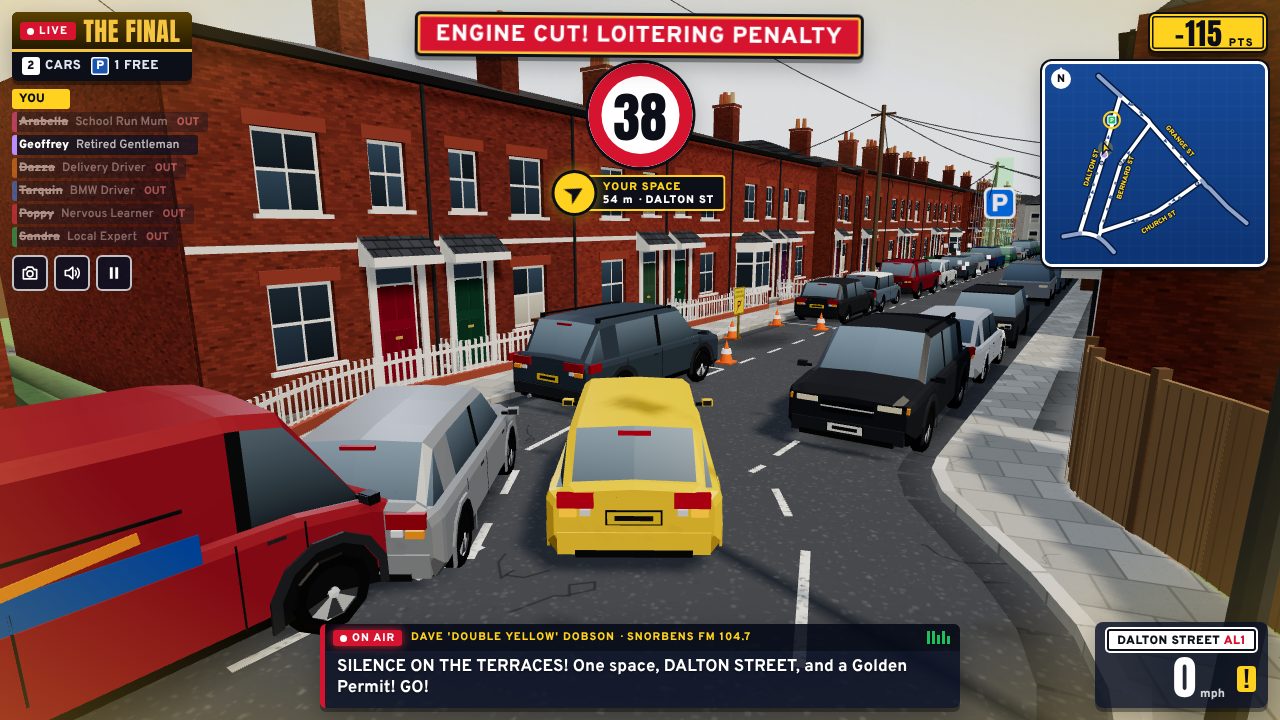 LIVE THE FINAL
2 CARS P 1 FREE
YOU
Arabella School Run Mum OUT
Geoffrey Retired Gentleman
Dazza Delivery Driver OUT
Tarquin BMW Driver OUT
Poppy Nervous Learner OUT
Sandra Local Expert OUT
ENGINE CUT! LOITERING PENALTY
38
YOUR SPACE
54 m · DALTON ST
P
-115 PTS
N
GRANGE ST
DALTON ST
BERNARD ST
CHURCH ST
P
ON AIR DAVE 'DOUBLE YELLOW' DOBSON · SNORBENS FM 104.7
SILENCE ON THE TERRACES! One space, DALTON STREET, and a Golden
Permit! GO!
DALTON STREET AL1
0 mph !